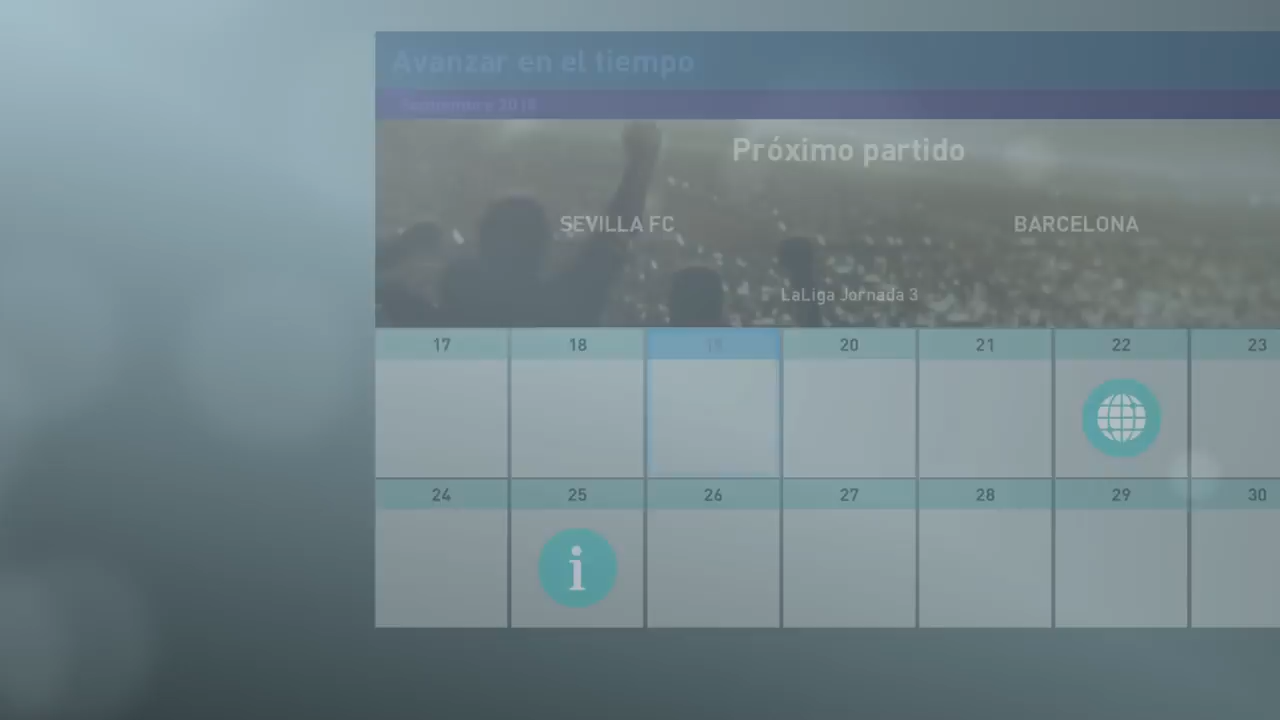 Avanzar en el tiempo
Próximo partido
SEVILLA FC
BARCELONA
LaLiga Jornada 3
17 18 19 20 21 22 23
24 25 26 27 28 29 30